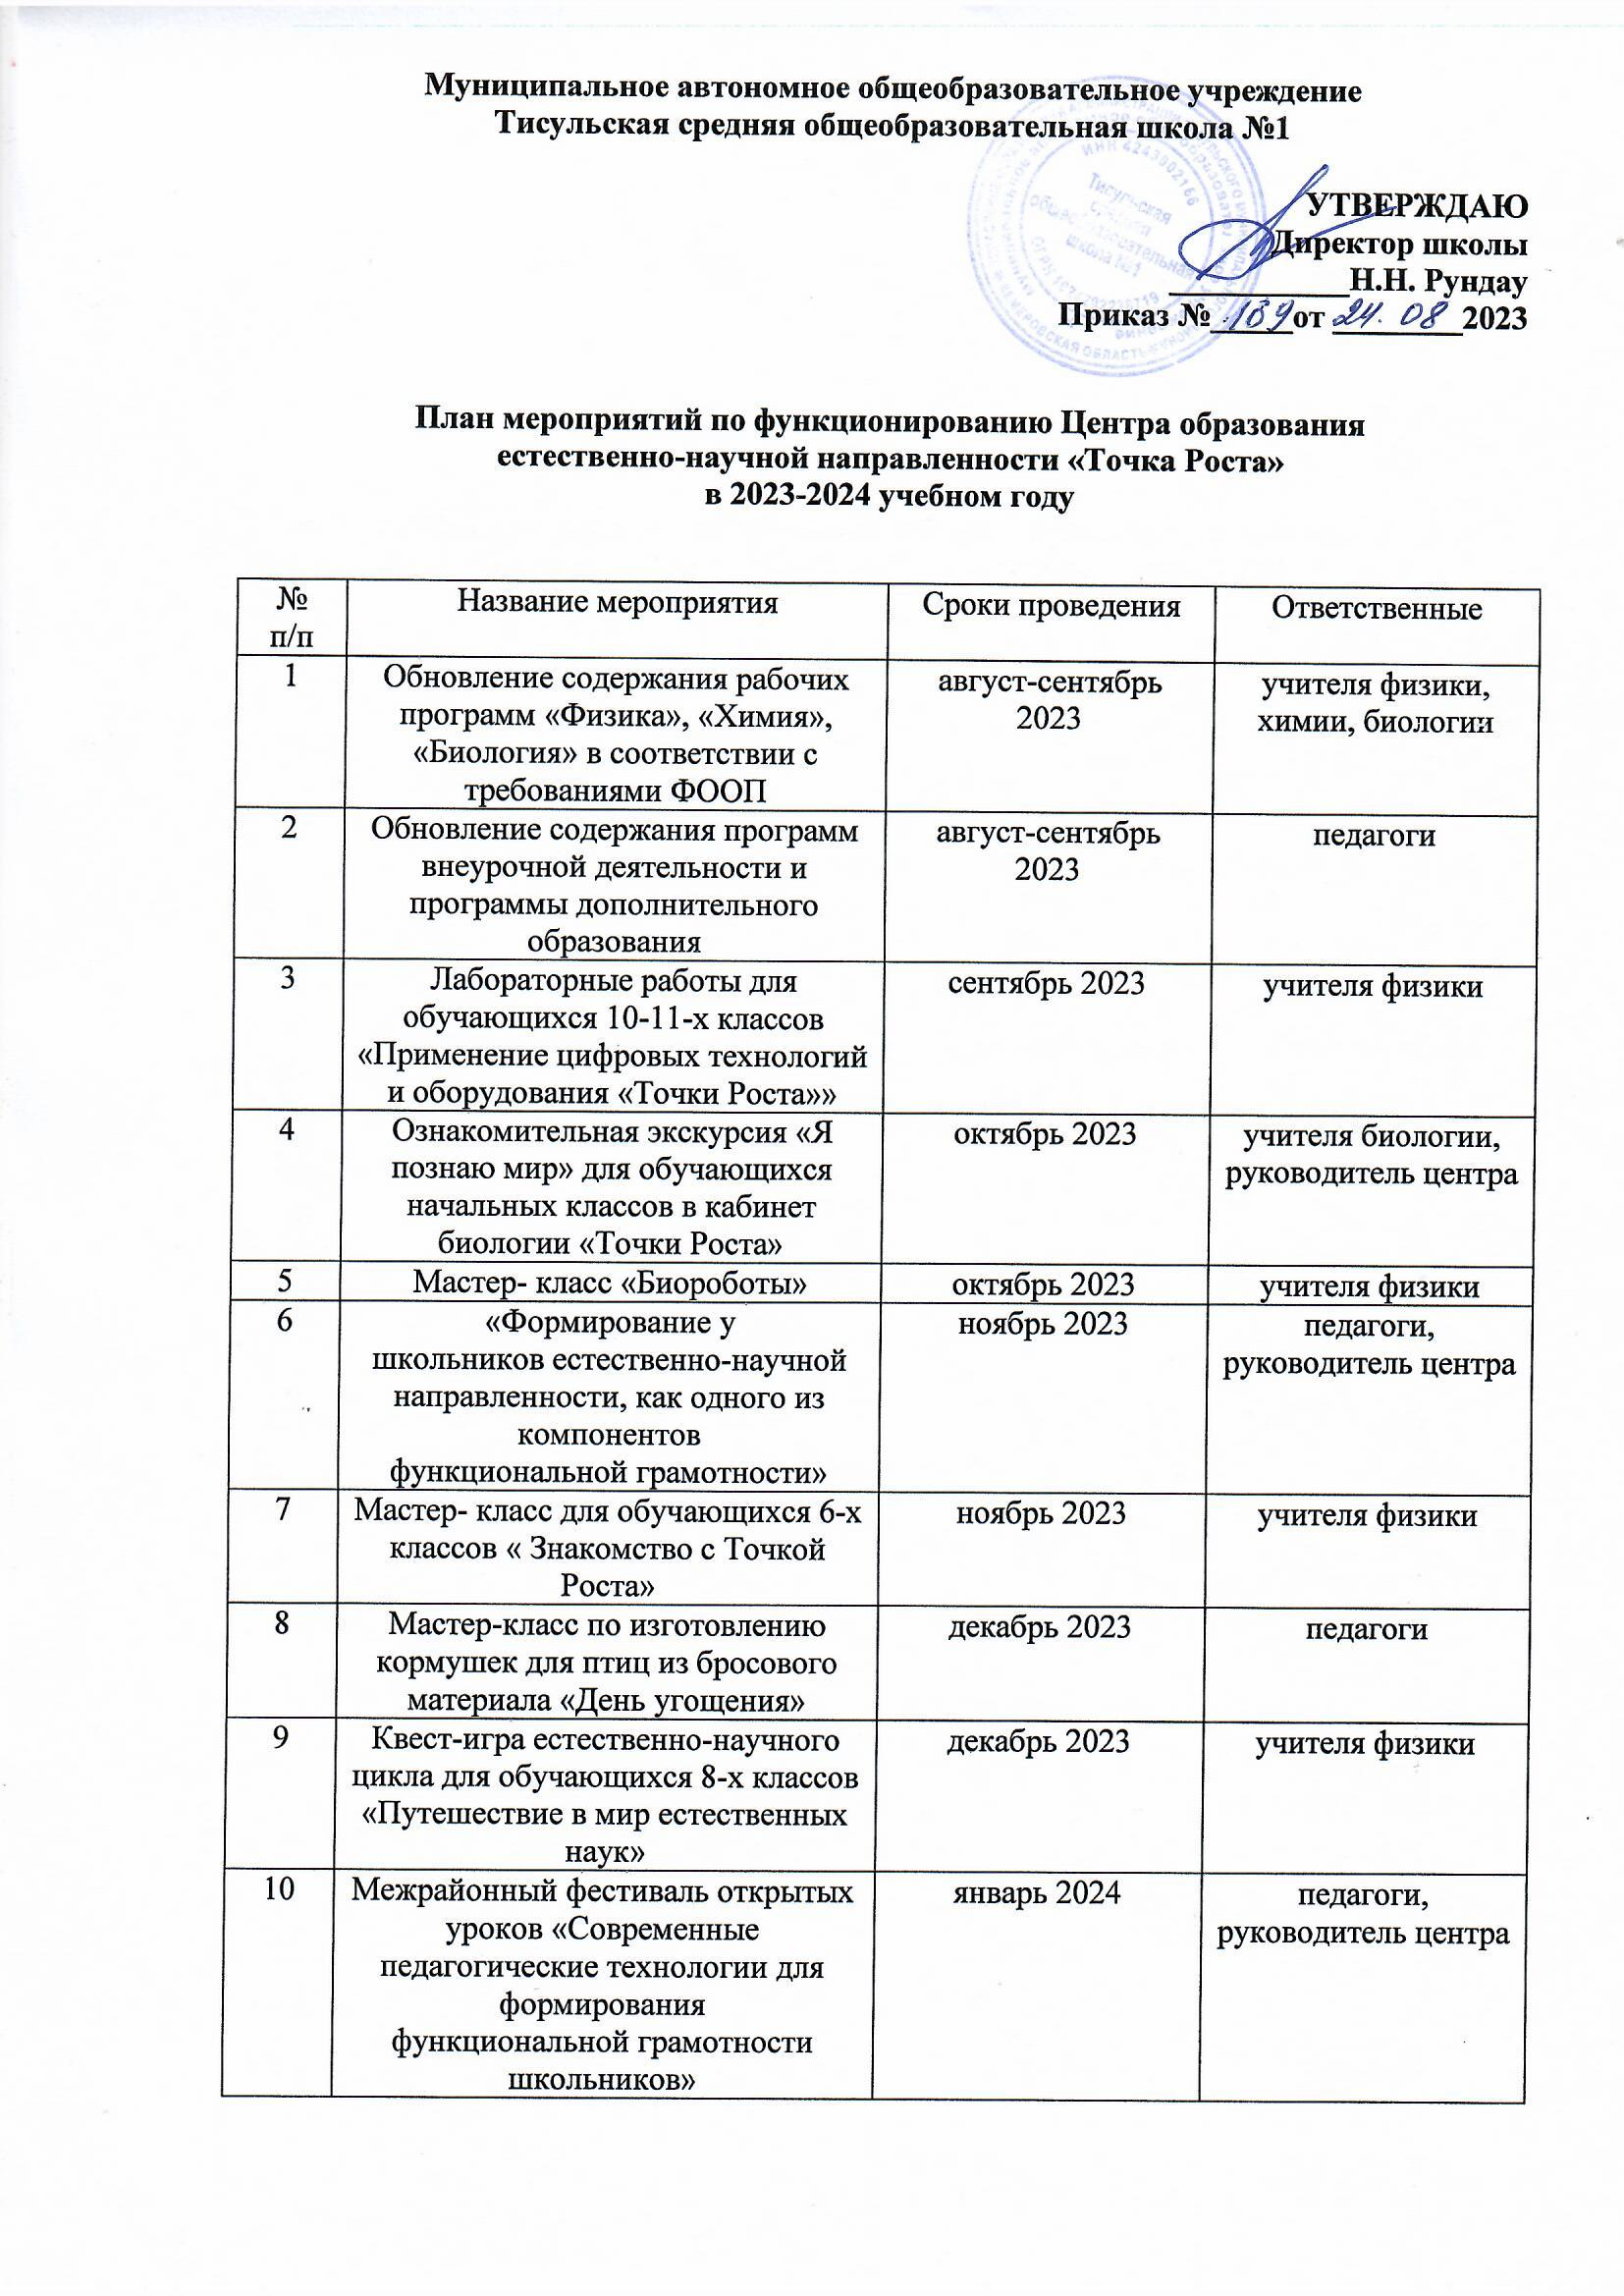 Муниципальное автономное общеобразовательное учреждение
Тисульская средняя общеобразовательная школа №1
УТВЕРЖДАЮ
Директор школы
Н.Н. Рундау
Приказ № 189 от 24. 08 2023
ИНН 4243002166
Тисульская
школа №1
План мероприятий по функционированию Центра образования
естественно-научной направленности «Точка Роста»
в 2023-2024 учебном году
№ Название мероприятия Сроки проведения Ответственные
п/п
1 Обновление содержания рабочих август-сентябрь учителя физики,
программ «Физика», «Химия», 2023 химии, биологии
«Биология» в соответствии с
требованиями ФООП
2 Обновление содержания программ август-сентябрь педагоги
внеурочной деятельности и 2023
программы дополнительного
образования
3 Лабораторные работы для сентябрь 2023 учителя физики
обучающихся 10-11-х классов
«Применение цифровых технологий
и оборудования «Точки Роста»»
4 Ознакомительная экскурсия «Я октябрь 2023 учителя биологии,
познаю мир» для обучающихся руководитель центра
начальных классов в кабинет
биологии «Точки Роста»
5 Мастер- класс «Биороботы» октябрь 2023 учителя физики
6 «Формирование у ноябрь 2023 педагоги,
школьников естественно-научной руководитель центра
направленности, как одного из
компонентов
функциональной грамотности»
7 Мастер- класс для обучающихся 6-х ноябрь 2023 учителя физики
классов « Знакомство с Точкой
Роста»
8 Мастер-класс по изготовлению декабрь 2023 педагоги
кормушек для птиц из бросового
материала «День угощения»
9 Квест-игра естественно-научного декабрь 2023 учителя физики
цикла для обучающихся 8-х классов
«Путешествие в мир естественных
наук»
10 Межрайонный фестиваль открытых январь 2024 педагоги,
уроков «Современные руководитель центра
педагогические технологии для
формирования
функциональной грамотности
школьников»